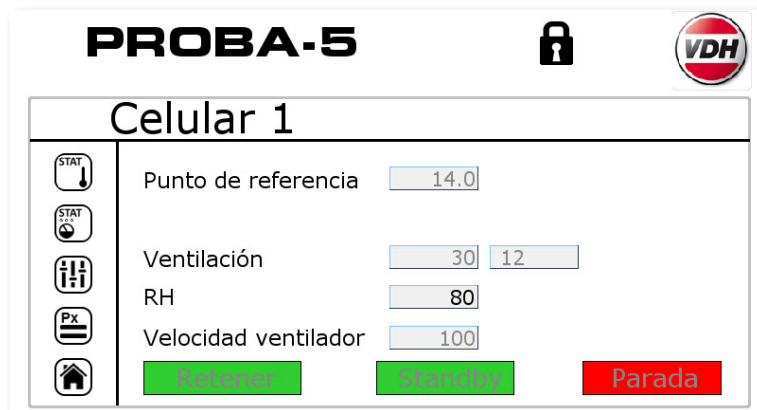 PROBA-5
VDH
Celular 1
STAT
Punto de referencia 14.0
STAT
Ventilación 30 12
RH 80
Px
Velocidad ventilador 100
Retener Standby Parada